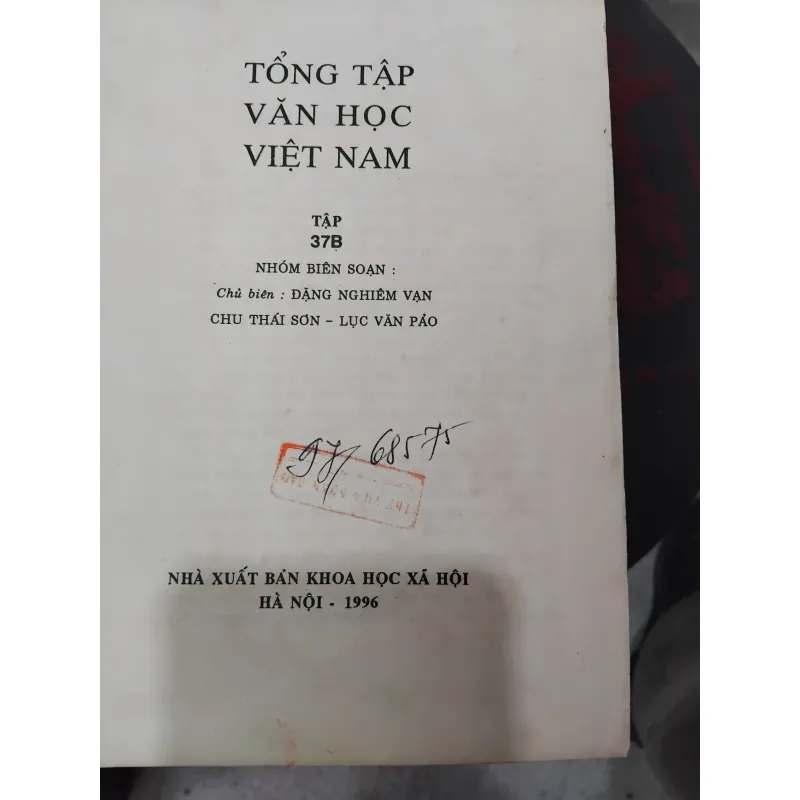 TỔNG TẬP
VĂN HỌC
VIỆT NAM
TẬP
37B
NHÓM BIÊN SOẠN :
Chủ biên : ĐẶNG NGHIÊM VẠN
CHU THÁI SƠN – LỤC VĂN PẢO
68575
NHÀ XUẤT BẢN KHOA HỌC XÃ HỘI
HÀ NỘI - 1996